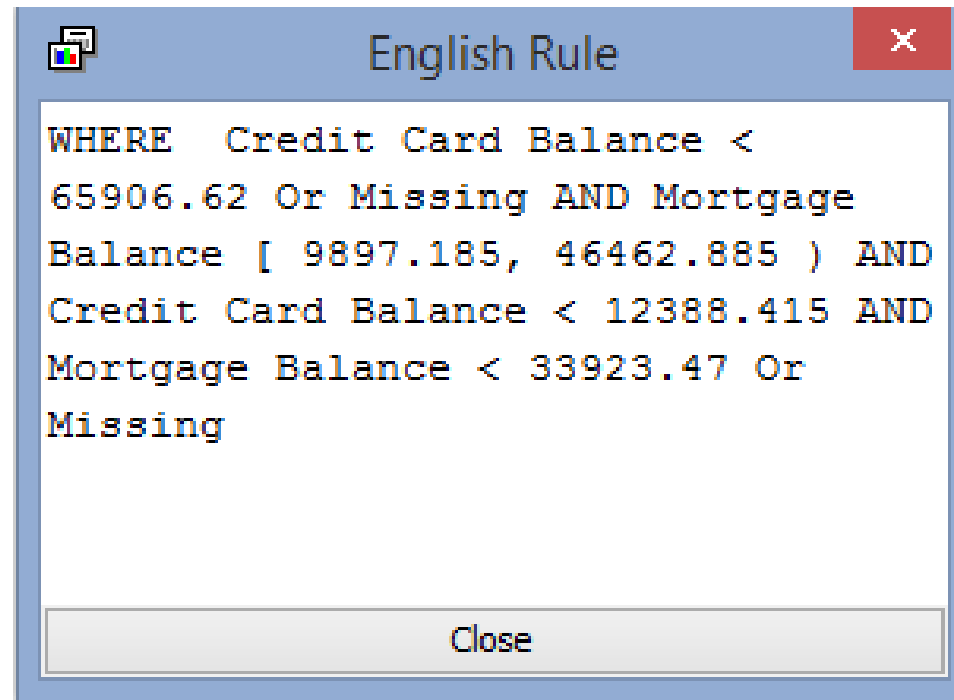 English Rule
WHERE  Credit Card Balance <
65906.62 Or Missing AND Mortgage
Balance [ 9897.185, 46462.885 ) AND
Credit Card Balance < 12388.415 AND
Mortgage Balance < 33923.47 Or
Missing
Close